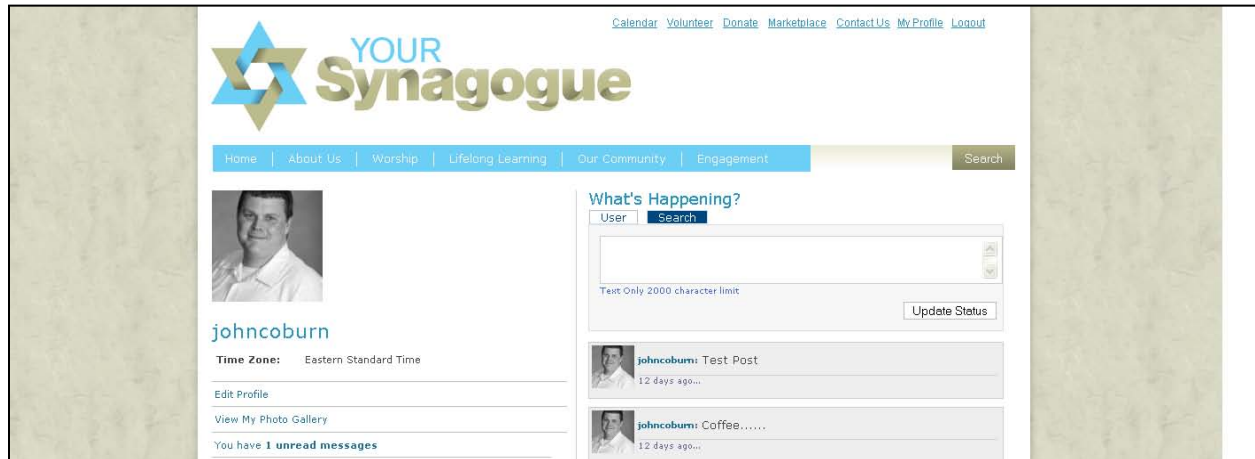 Calendar Volunteer Donate Marketplace Contact Us My Profile Logout
YOUR
Synagogue
Home | About Us | Worship | Lifelong Learning | Our Community | Engagement
Search
What's Happening?
User Search
Text Only 2000 character limit
Update Status
johncoburn
Time Zone: Eastern Standard Time
Edit Profile
View My Photo Gallery
You have 1 unread messages
johncoburn: Test Post
12 days ago...
johncoburn: Coffee......
12 days ago...